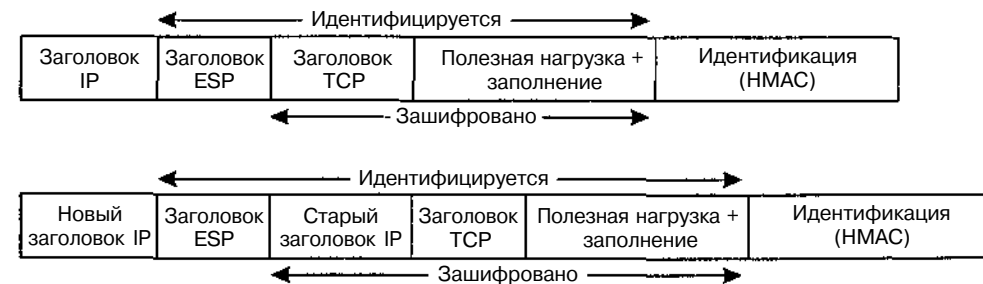 Идентифицируется
Заголовок IP
Заголовок ESP
Заголовок TCP
Полезная нагрузка + заполнение
Идентификация (HMAC)
Зашифровано
Идентифицируется
Новый заголовок IP
Заголовок ESP
Старый заголовок IP
Заголовок TCP
Полезная нагрузка + заполнение
Идентификация (HMAC)
Зашифровано